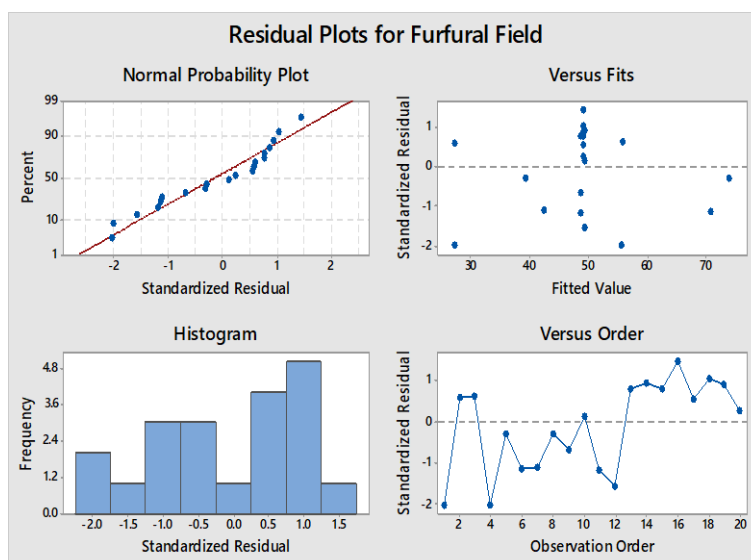 Residual Plots for Furfural Field
Normal Probability Plot
99
90
50
10
1
Percent
-2 -1 0 1 2
Standardized Residual
Versus Fits
1
0
-1
-2
Standardized Residual
30 40 50 60 70
Fitted Value
Histogram
4.8
3.6
2.4
1.2
0.0
Frequency
-2.0 -1.5 -1.0 -0.5 0.0 0.5 1.0 1.5
Standardized Residual
Versus Order
1
0
-1
-2
Standardized Residual
2 4 6 8 10 12 14 16 18 20
Observation Order